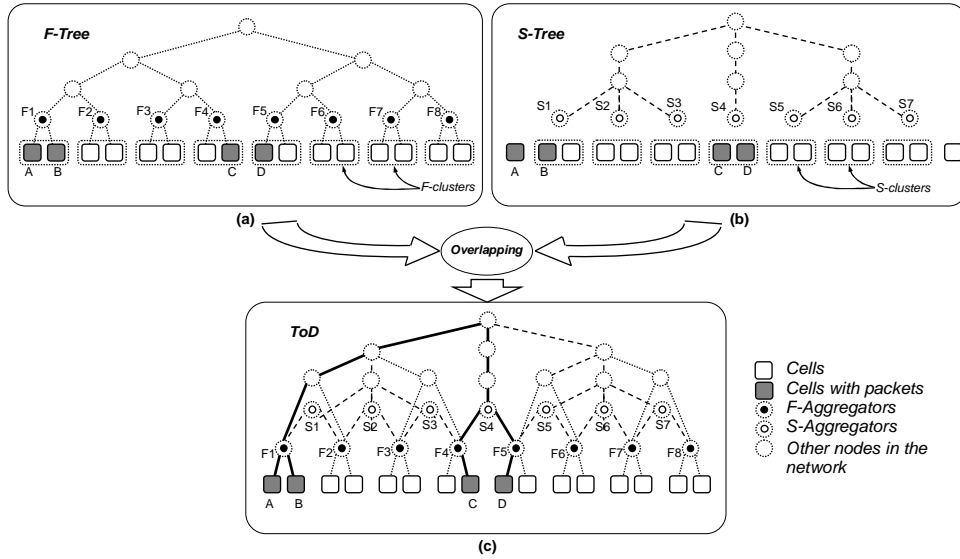 F-Tree
F1 F2 F3 F4 F5 F6 F7 F8
A B C D
F-clusters
(a)
S-Tree
S1 S2 S3 S4 S5 S6 S7
A B C D
S-clusters
(b)
Overlapping
ToD
S1 S2 S3 S4 S5 S6 S7
F1 F2 F3 F4 F5 F6 F7 F8
A B C D
(c)
Cells
Cells with packets
F-Aggregators
S-Aggregators
Other nodes in the
network